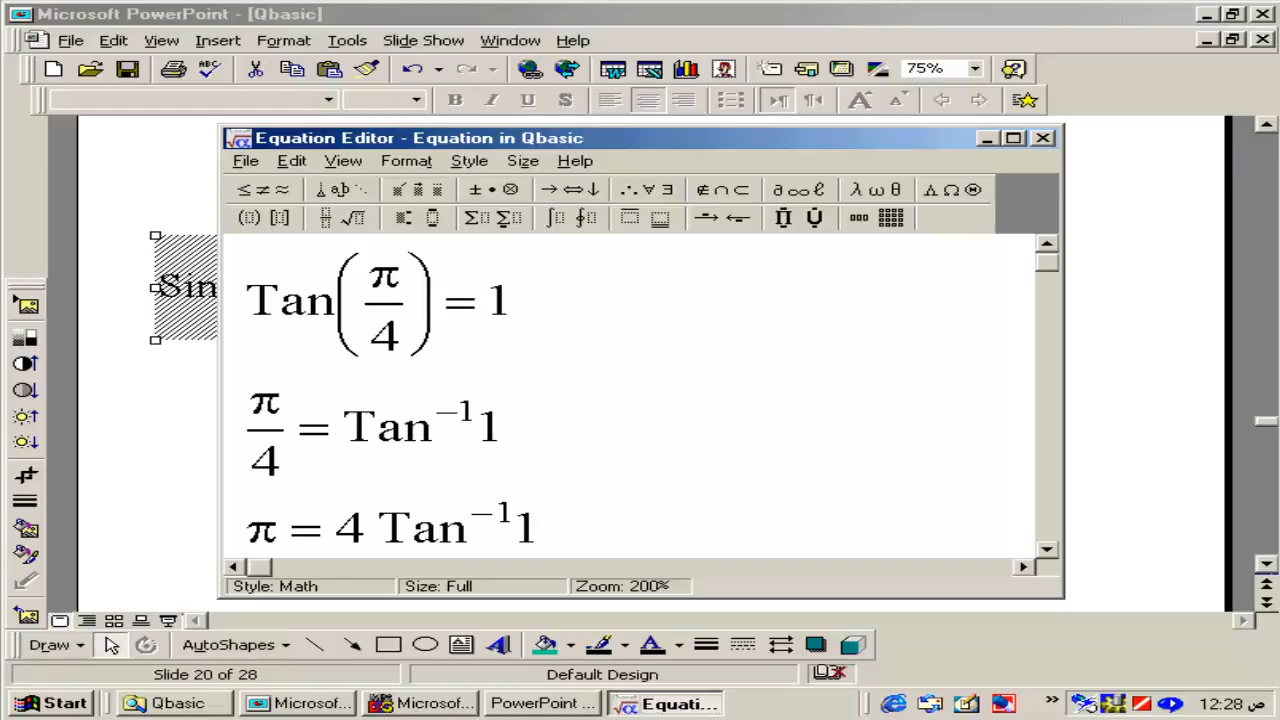 Microsoft PowerPoint - [Qbasic]
File Edit View Insert Format Tools Slide Show Window Help
75%
B I U S
Equation Editor - Equation in Qbasic
File Edit View Format Style Size Help
Sin
Tan(π/4) = 1
π/4 = Tan⁻¹1
π = 4 Tan⁻¹1
Style: Math Size: Full Zoom: 200%
Draw AutoShapes
Slide 20 of 28 Default Design
Start Qbasic Microsof... Microsof... PowerPoint ... Equati... » 12:28 ص